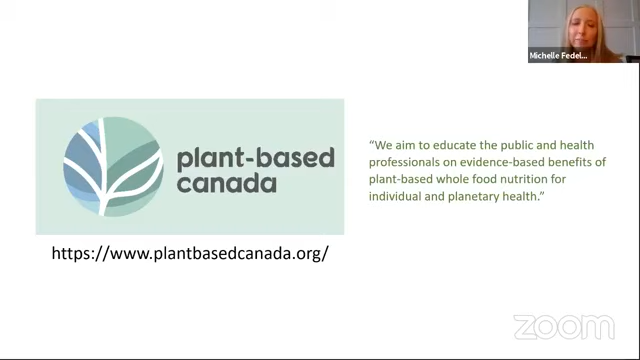 Michelle Fedel...
plant-based
canada
“We aim to educate the public and health
professionals on evidence-based benefits of
plant-based whole food nutrition for
individual and planetary health.”
https://www.plantbasedcanada.org/
zoom